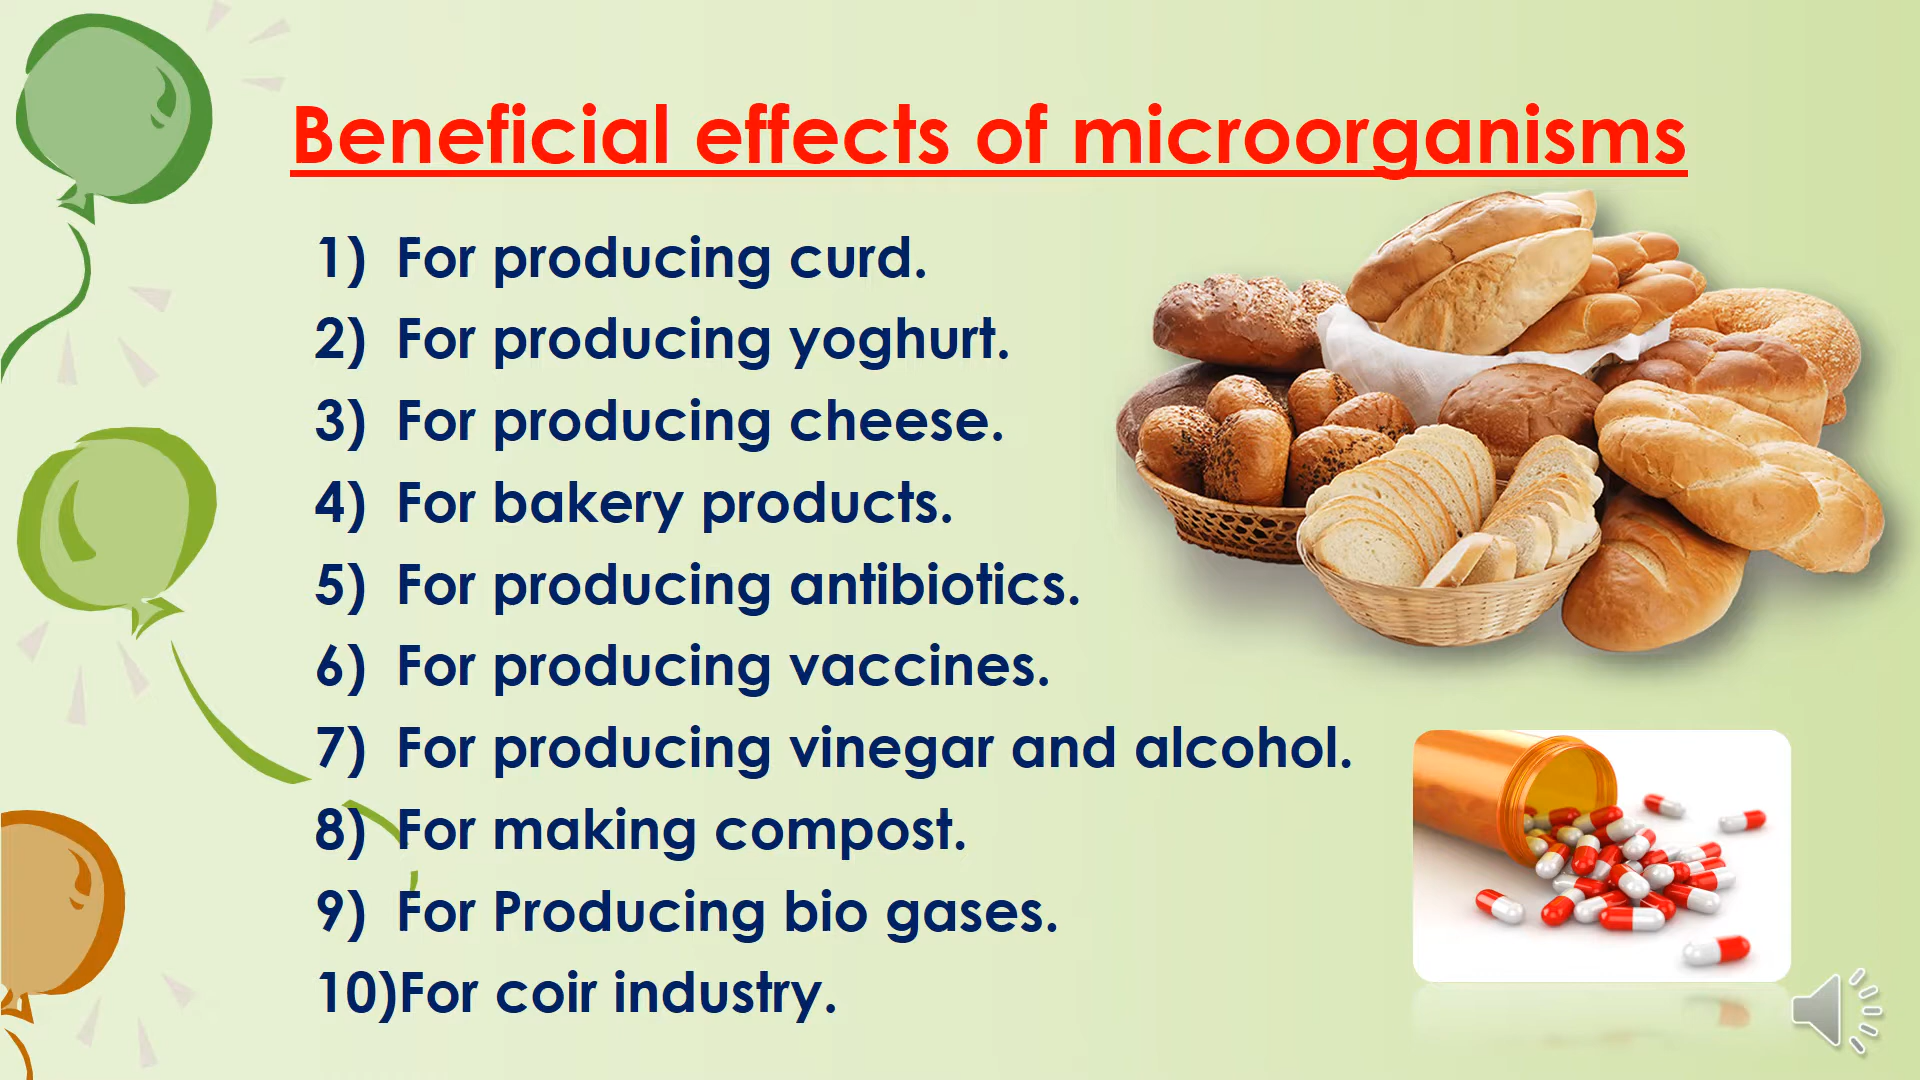 Beneficial effects of microorganisms
1) For producing curd.
2) For producing yoghurt.
3) For producing cheese.
4) For bakery products.
5) For producing antibiotics.
6) For producing vaccines.
7) For producing vinegar and alcohol.
8) For making compost.
9) For Producing bio gases.
10)For coir industry.